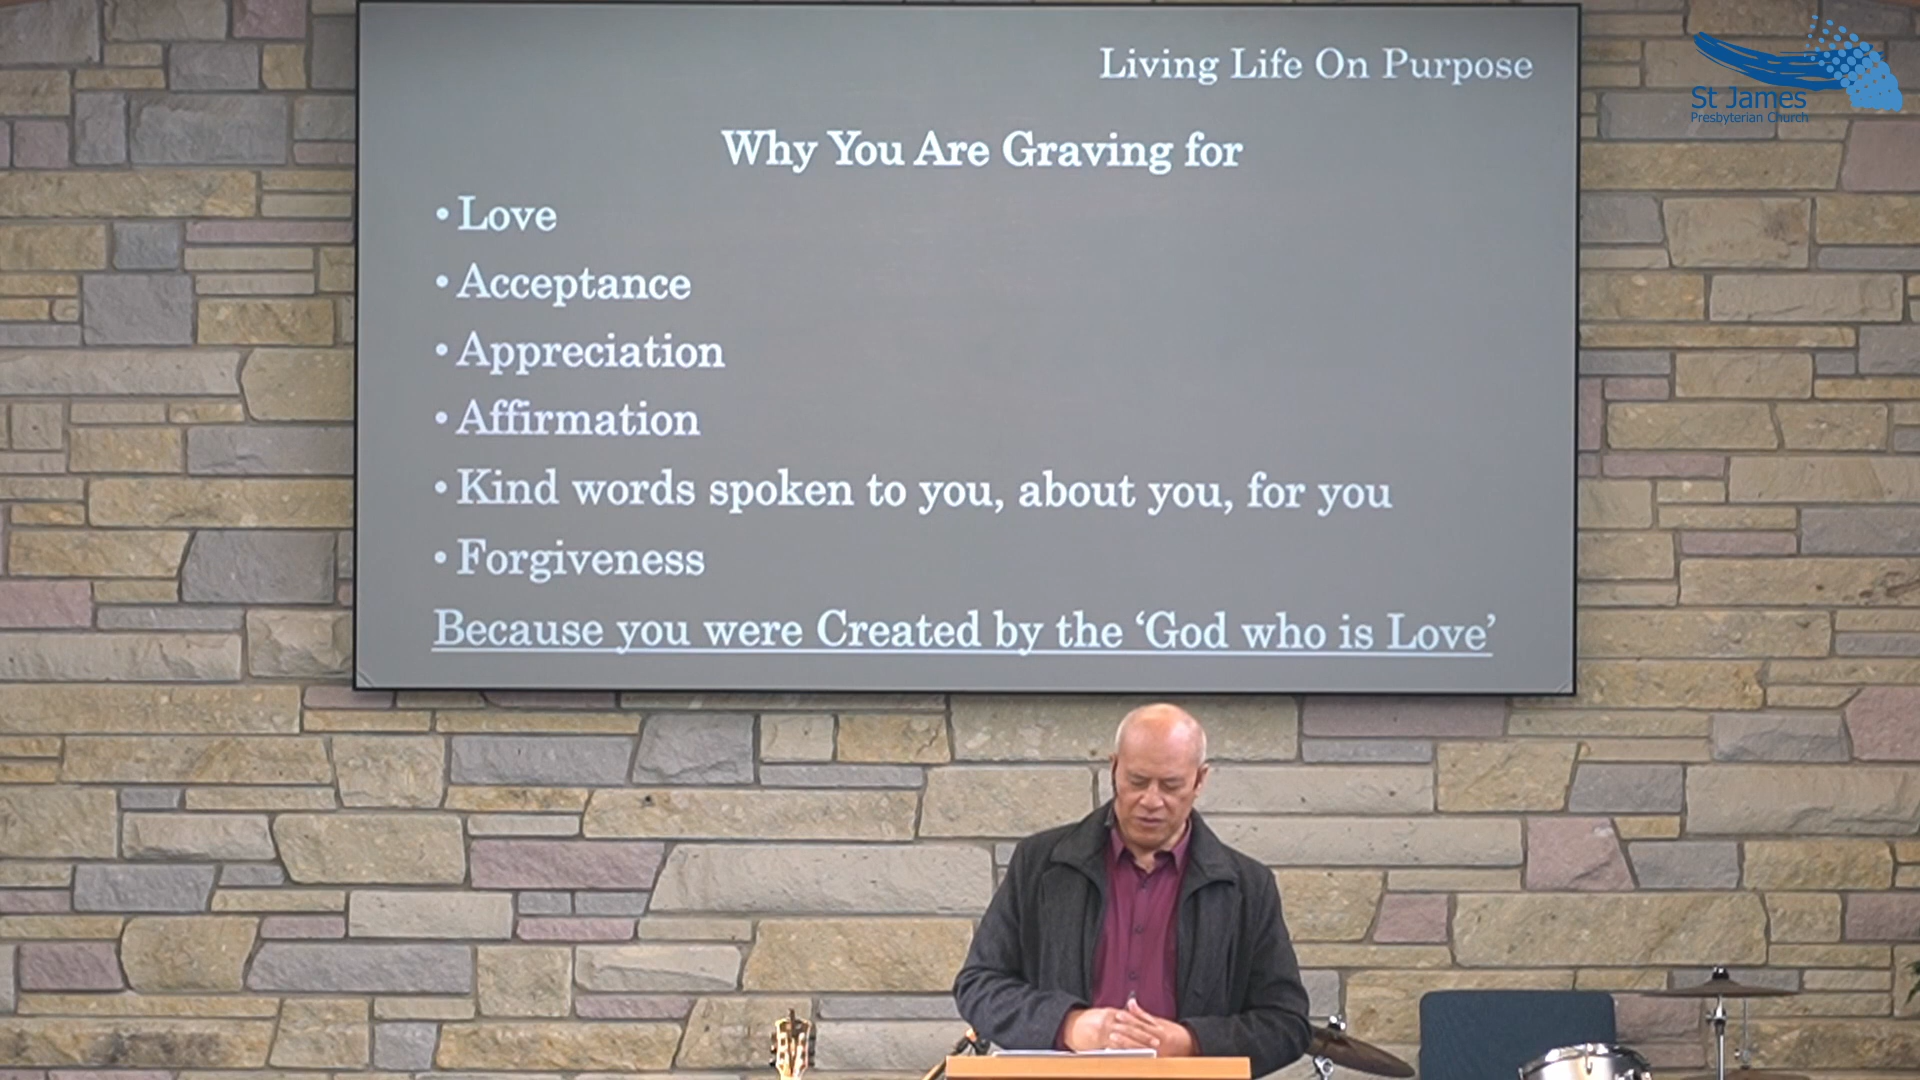 Living Life On Purpose
St James
Presbyterian Church
Why You Are Graving for
• Love
• Acceptance
• Appreciation
• Affirmation
• Kind words spoken to you, about you, for you
• Forgiveness
Because you were Created by the ‘God who is Love’